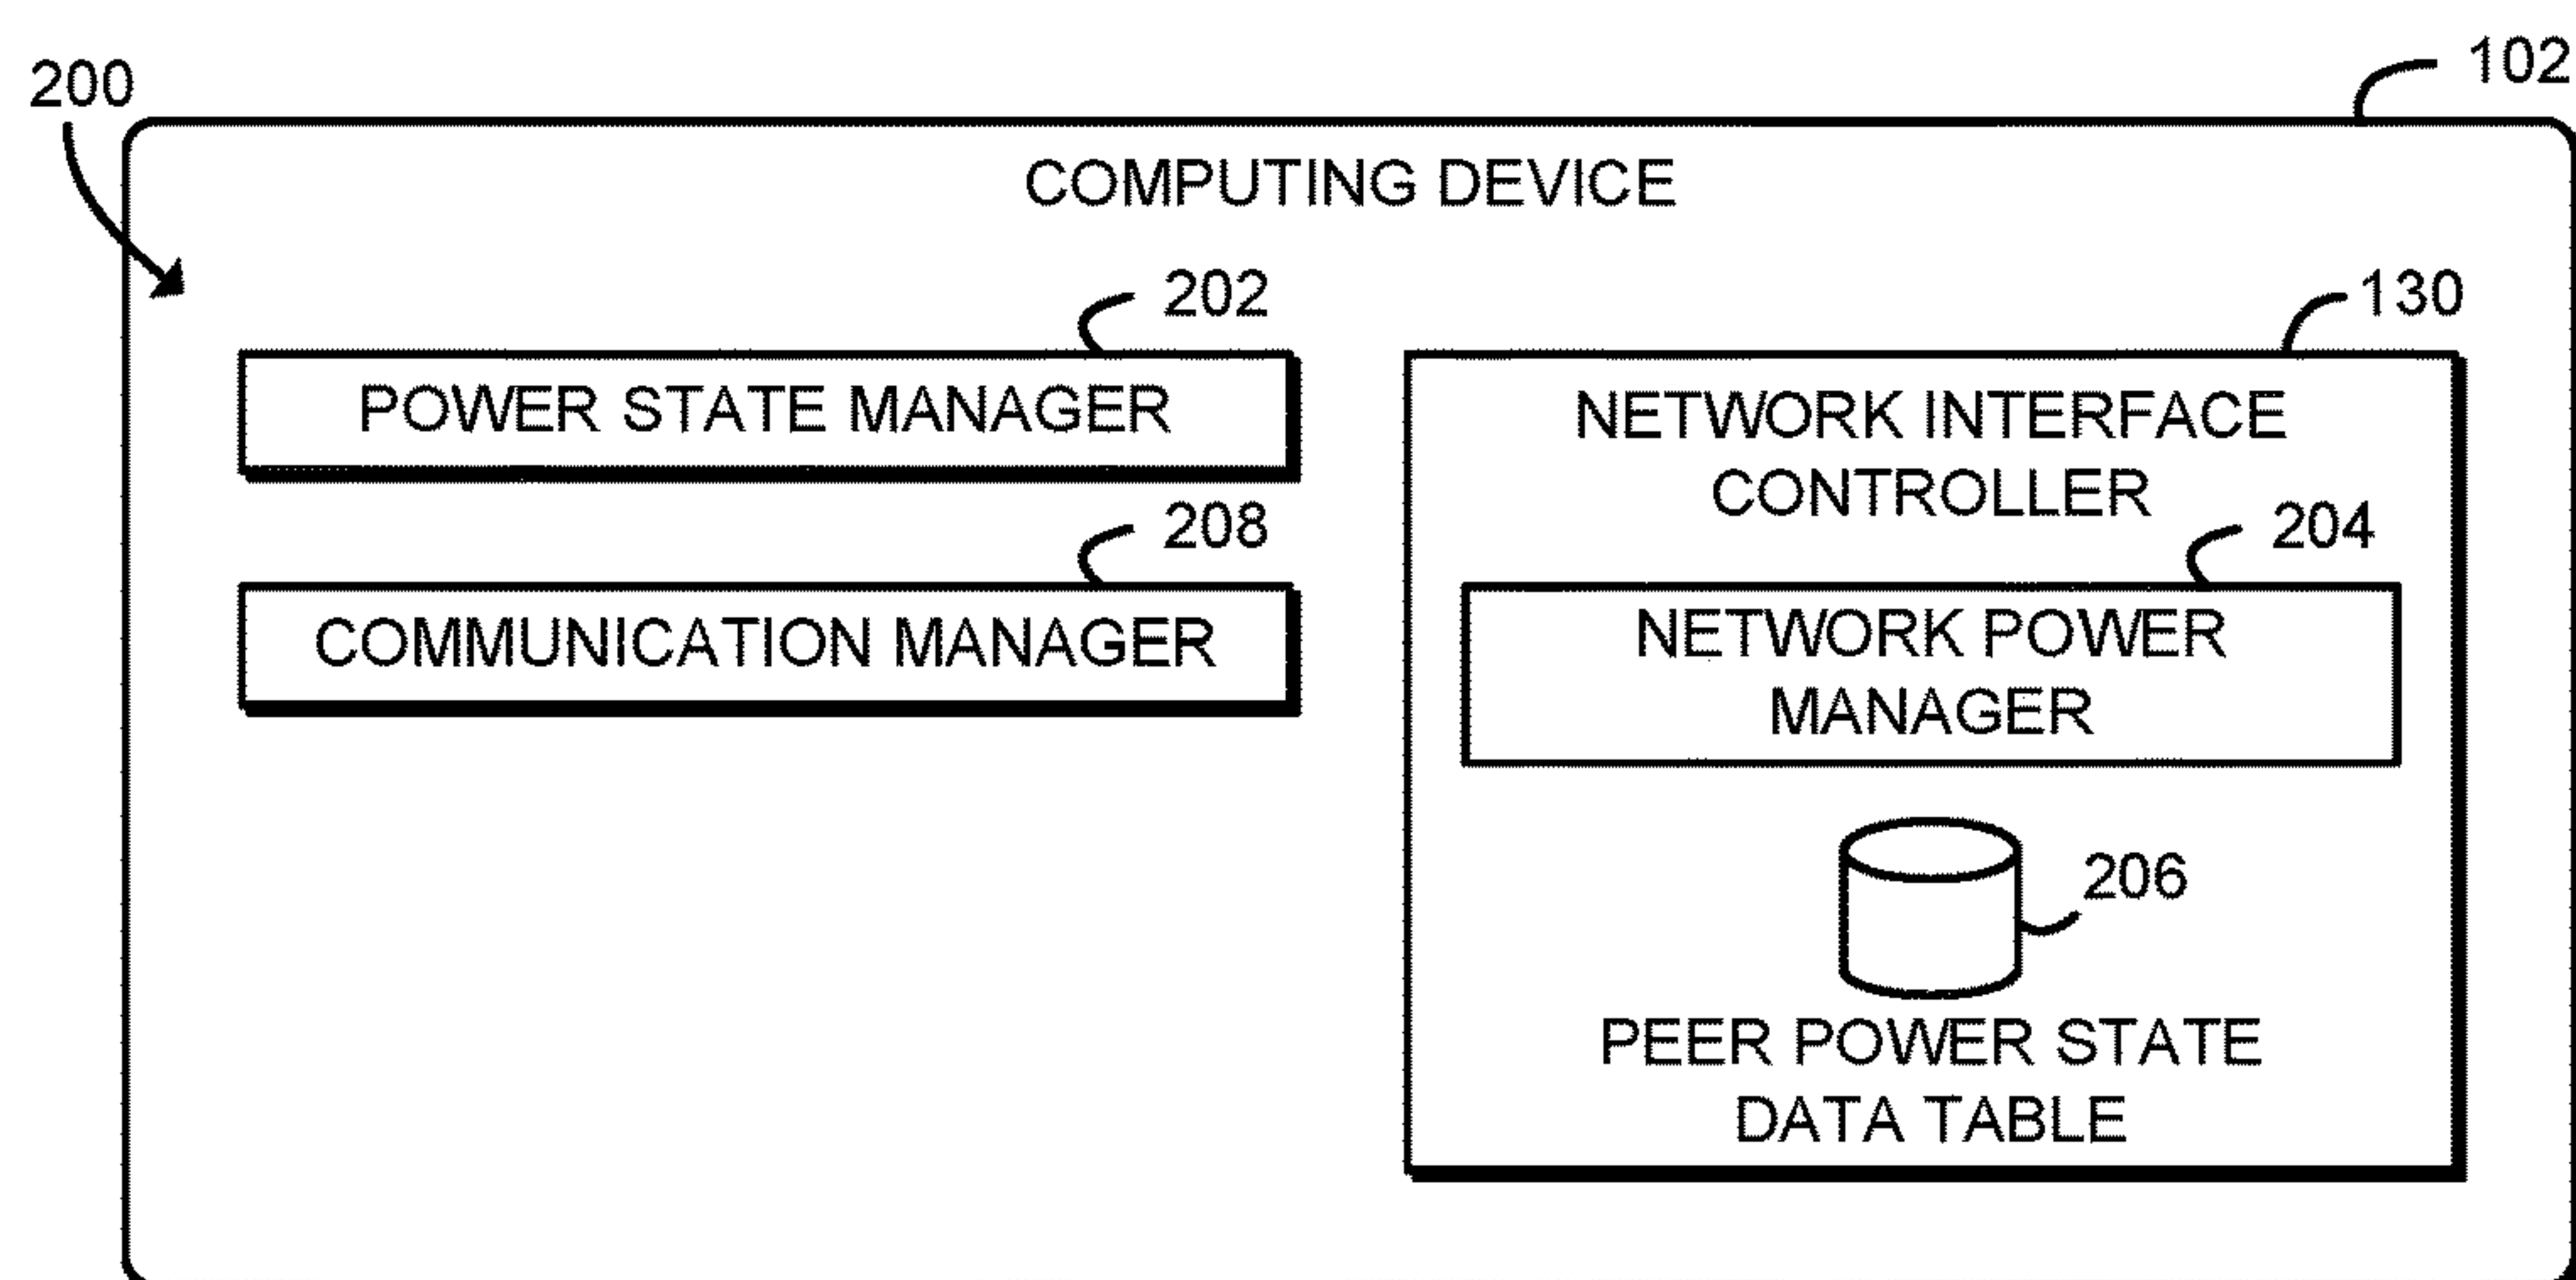 200
102
COMPUTING DEVICE
202
130
POWER STATE MANAGER
NETWORK INTERFACE
CONTROLLER
208
204
COMMUNICATION MANAGER
NETWORK POWER
MANAGER
206
PEER POWER STATE
DATA TABLE